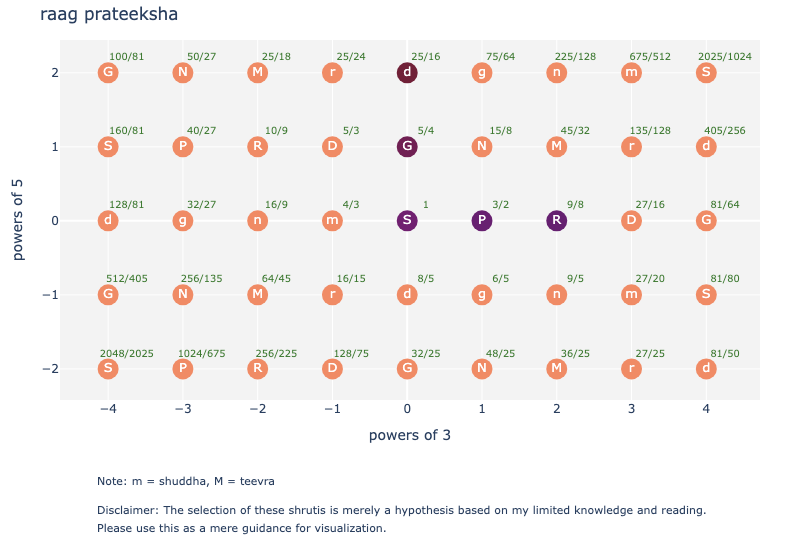 raag prateeksha
100/81 50/27 25/18 25/24 25/16 75/64 225/128 675/512 2025/1024
2 G N M r d g n m S
160/81 40/27 10/9 5/3 5/4 15/8 45/32 135/128 405/256
1 S P R D G N M r d
128/81 32/27 16/9 4/3 1 3/2 9/8 27/16 81/64
0 d g n m S P R D G
512/405 256/135 64/45 16/15 8/5 6/5 9/5 27/20 81/80
−1 G N M r d g n m S
2048/2025 1024/675 256/225 128/75 32/25 48/25 36/25 27/25 81/50
−2 S P R D G N M r d
−4 −3 −2 −1 0 1 2 3 4
powers of 5
powers of 3
Note: m = shuddha, M = teevra
Disclaimer: The selection of these shrutis is merely a hypothesis based on my limited knowledge and reading.
Please use this as a mere guidance for visualization.